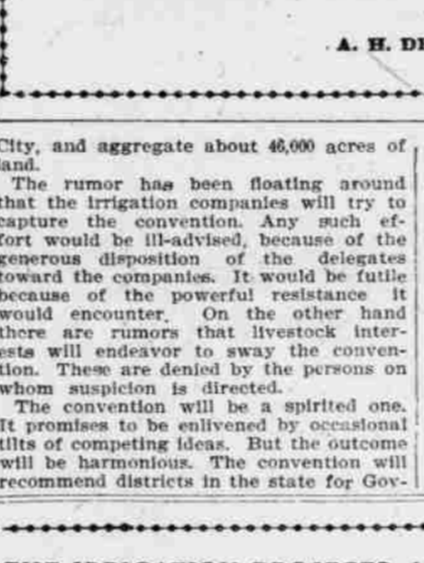 A. H. DE
City, and aggregate about 46,000 acres of
land.
The rumor has been floating around
that the irrigation companies will try to
capture the convention. Any such ef-
fort would be ill-advised, because of the
generous disposition of the delegates
toward the companies. It would be futile
because of the powerful resistance it
would encounter. On the other hand
there are rumors that livestock inter-
ests will endeavor to sway the conven-
tion. These are denied by the persons on
whom suspicion is directed.
The convention will be a spirited one.
It promises to be enlivened by occasional
tilts of competing ideas. But the outcome
will be harmonious. The convention will
recommend districts in the state for Gov-